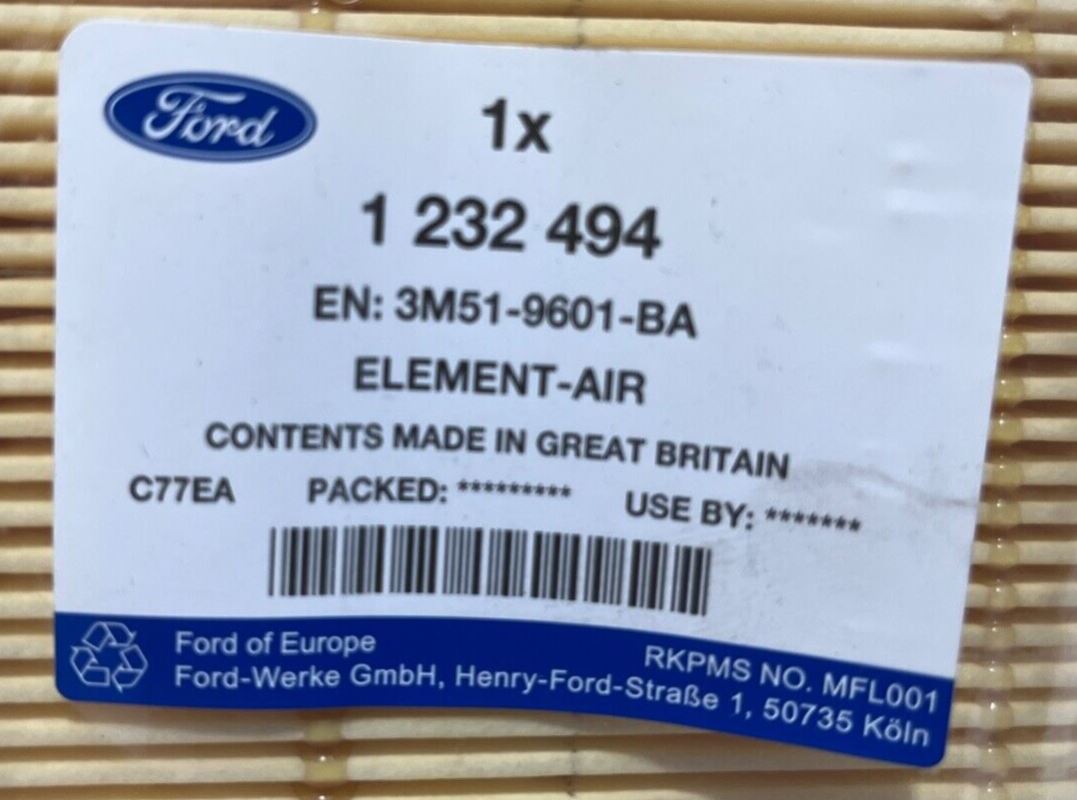 Ford
1x
1 232 494
EN: 3M51-9601-BA
ELEMENT-AIR
CONTENTS MADE IN GREAT BRITAIN
C77EA PACKED: ********* USE BY: *******
Ford of Europe RKPMS NO. MFL001
Ford-Werke GmbH, Henry-Ford-Straße 1, 50735 Köln